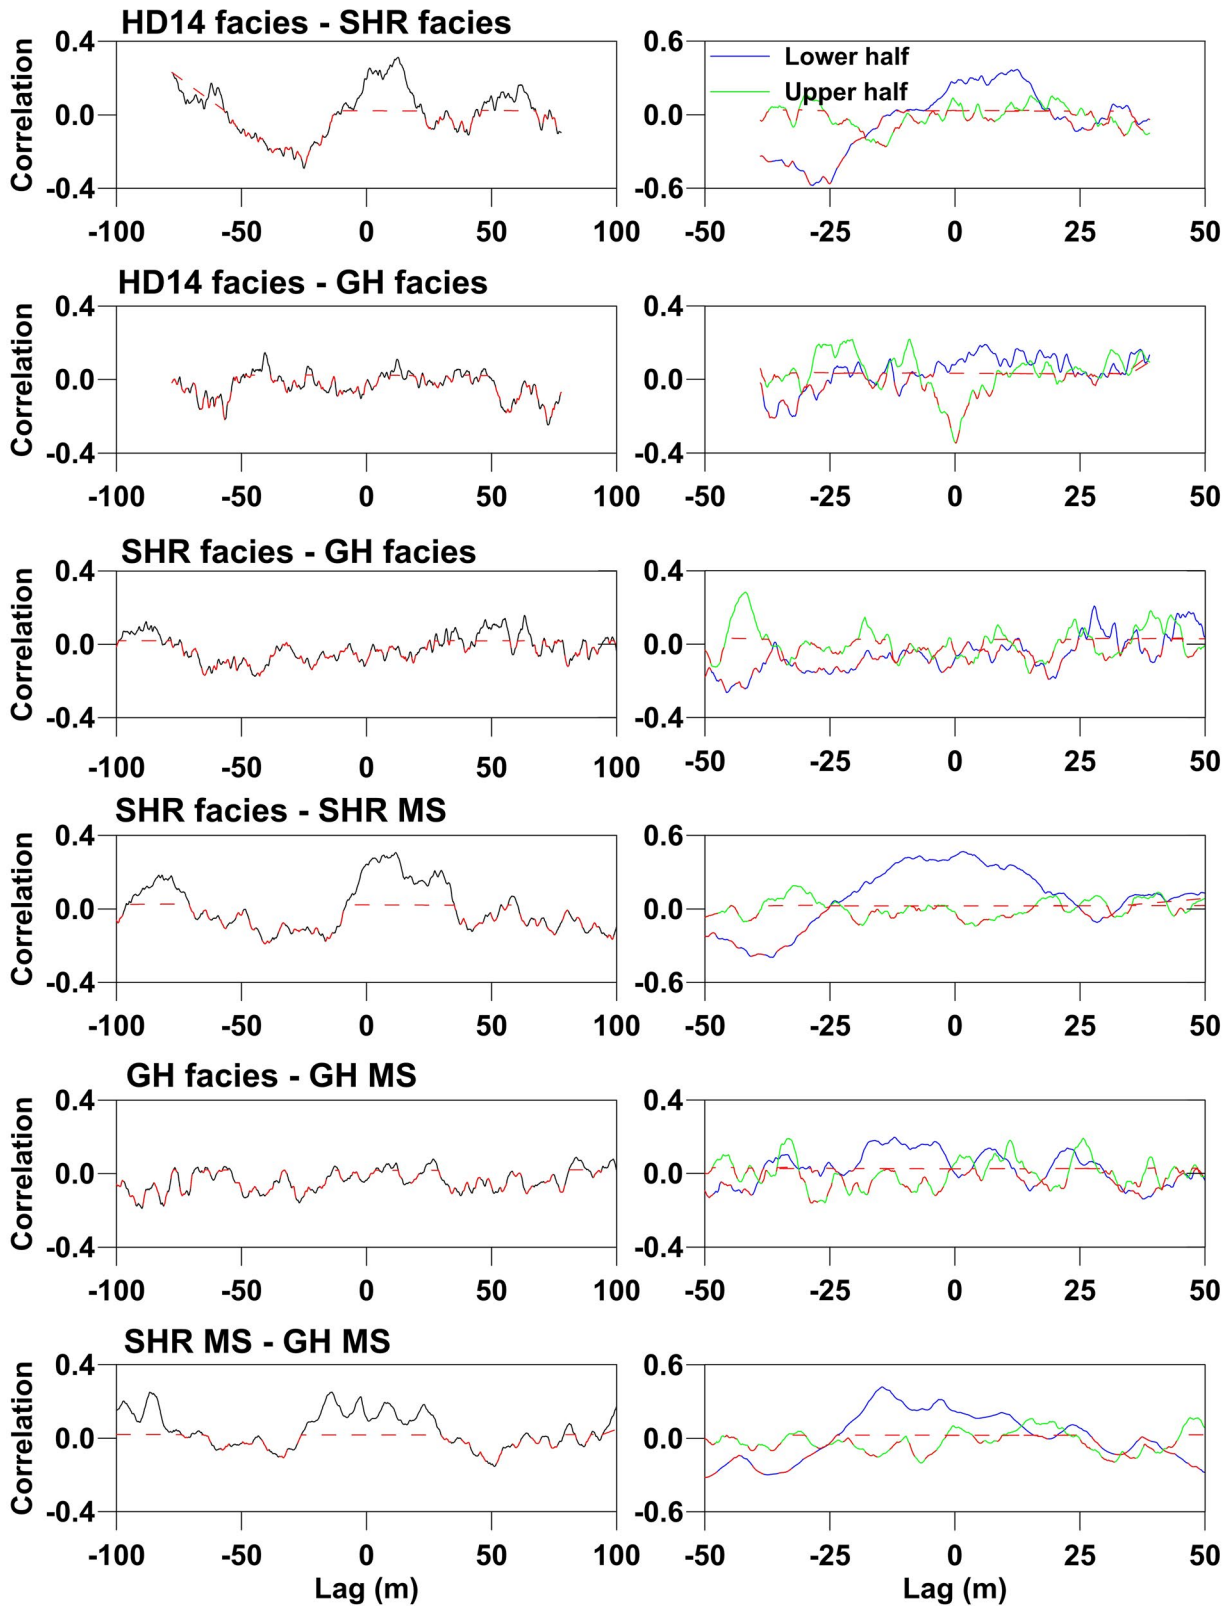 HD14 facies - SHR facies
Correlation
0.4
0.0
-0.4
-100 -50 0 50 100
0.6
0.0
-0.6
Lower half
Upper half
-50 -25 0 25 50
HD14 facies - GH facies
Correlation
0.4
0.0
-0.4
-100 -50 0 50 100
0.4
0.0
-0.4
-50 -25 0 25 50
SHR facies - GH facies
Correlation
0.4
0.0
-0.4
-100 -50 0 50 100
0.4
0.0
-0.4
-50 -25 0 25 50
SHR facies - SHR MS
Correlation
0.4
0.0
-0.4
-100 -50 0 50 100
0.6
0.0
-0.6
-50 -25 0 25 50
GH facies - GH MS
Correlation
0.4
0.0
-0.4
-100 -50 0 50 100
0.4
0.0
-0.4
-50 -25 0 25 50
SHR MS - GH MS
Correlation
0.4
0.0
-0.4
-100 -50 0 50 100
Lag (m)
0.6
0.0
-0.6
-50 -25 0 25 50
Lag (m)